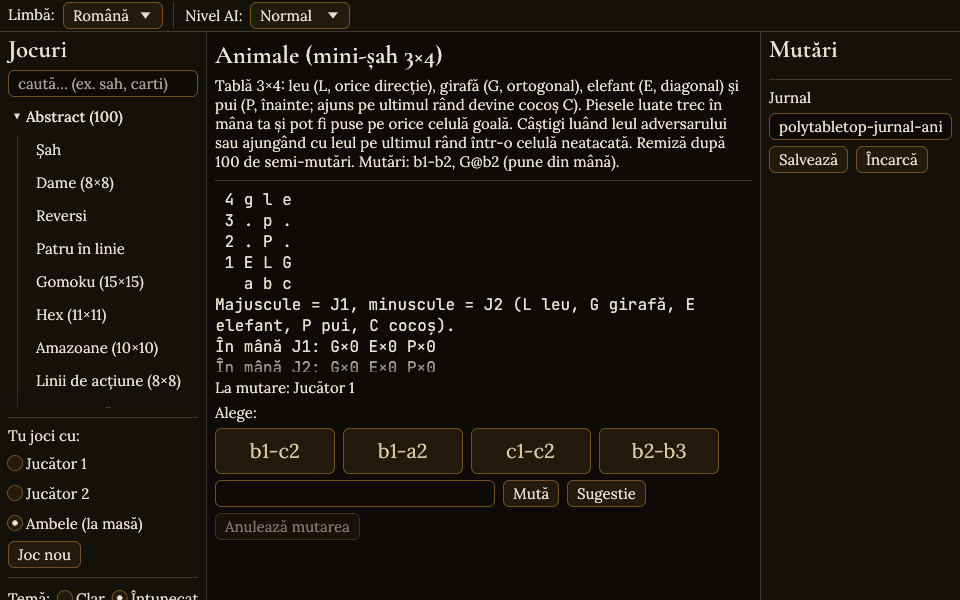 Limbă: Română ▼ Nivel AI: Normal ▼
Jocuri
caută... (ex. sah, carti)
▼ Abstract (100)
Șah
Dame (8×8)
Reversi
Patru în linie
Gomoku (15×15)
Hex (11×11)
Amazoane (10×10)
Linii de acțiune (8×8)
Tu joci cu:
Jucător 1
Jucător 2
Ambele (la masă)
Joc nou
Temă: Clar Întunecat
Animale (mini-șah 3×4)
Tablă 3×4: leu (L, orice direcție), girafă (G, ortogonal), elefant (E, diagonal) și
pui (P, înainte; ajuns pe ultimul rând devine cocoș C). Piesele luate trec în
mâna ta și pot fi puse pe orice celulă goală. Câștigi luând leul adversarului
sau ajungând cu leul pe ultimul rând într-o celulă neatacată. Remiză după
100 de semi-mutări. Mutări: b1-b2, G@b2 (pune din mână).
4 g l e
3 . p .
2 . P .
1 E L G
a b c
Majuscule = J1, minuscule = J2 (L leu, G girafă, E
elefant, P pui, C cocoș).
În mână J1: G×0 E×0 P×0
În mână J2: G×0 E×0 P×0
La mutare: Jucător 1
Alege:
b1-c2 b1-a2 c1-c2 b2-b3
Mută Sugestie
Anulează mutarea
Mutări
Jurnal
polytabletop-jurnal-ani
Salvează Încarcă